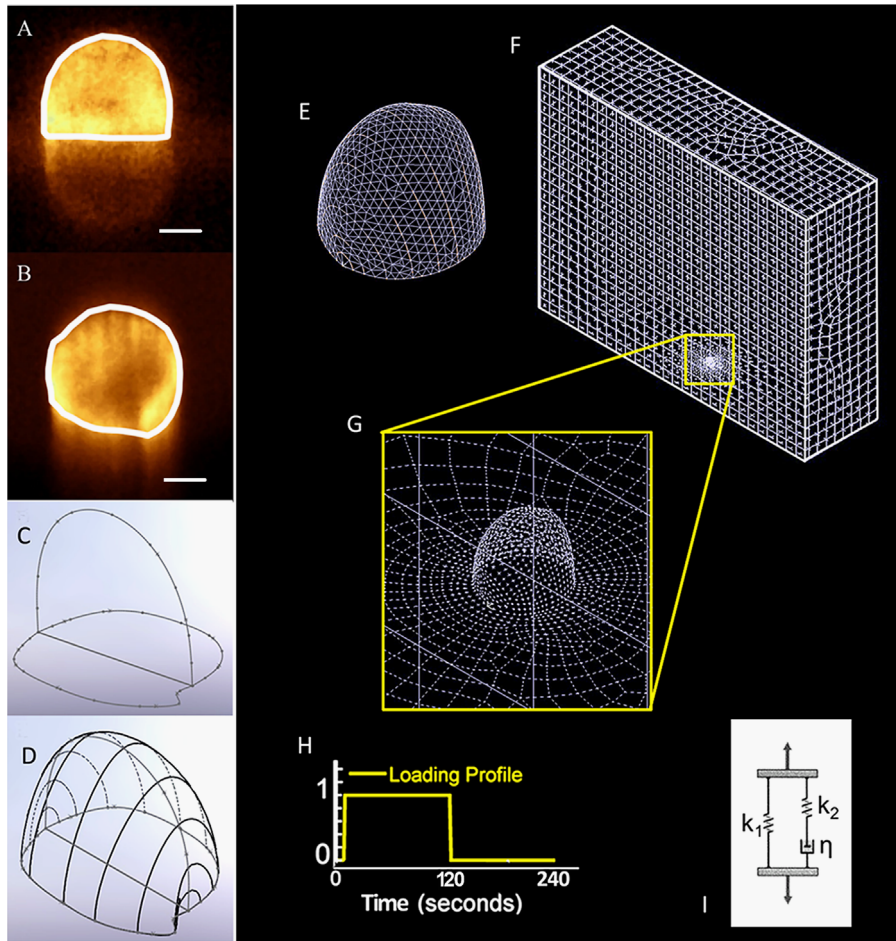 A
B
C
D
E
F
G
H
Loading Profile
1
0
0 120 240
Time (seconds)
I
k1
k2
η